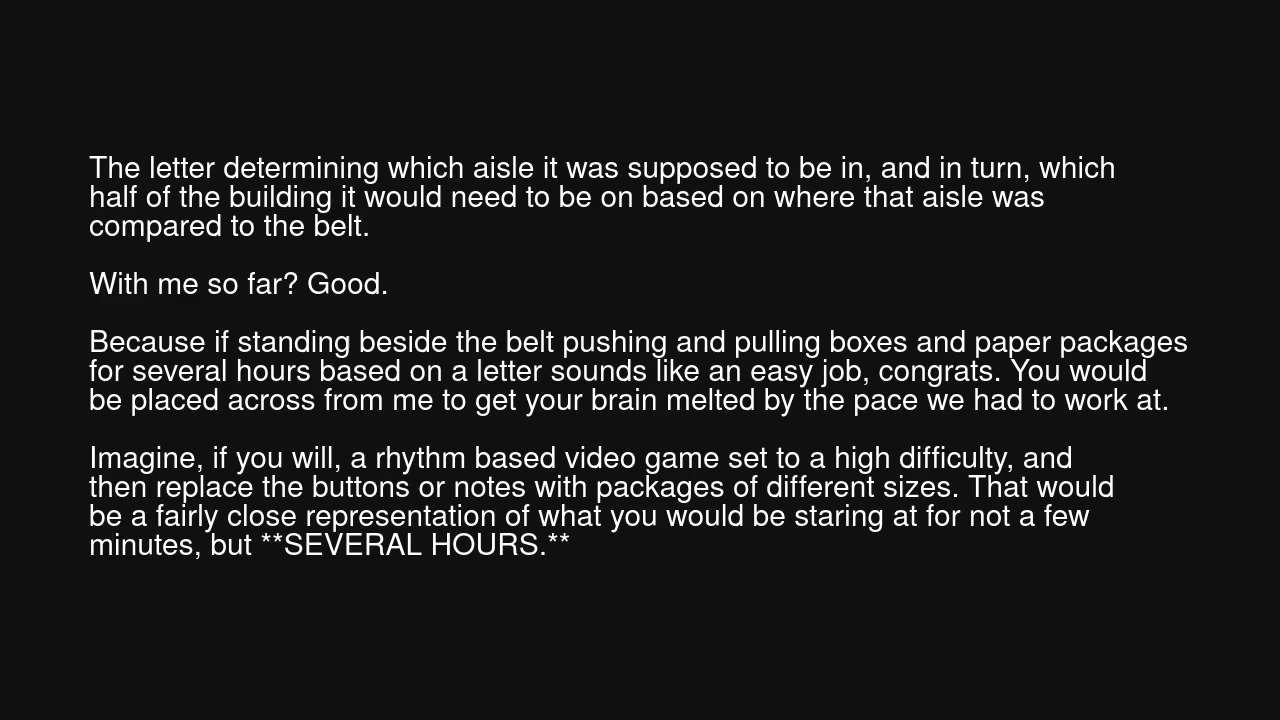 The letter determining which aisle it was supposed to be in, and in turn, which
half of the building it would need to be on based on where that aisle was
compared to the belt.
With me so far? Good.
Because if standing beside the belt pushing and pulling boxes and paper packages
for several hours based on a letter sounds like an easy job, congrats. You would
be placed across from me to get your brain melted by the pace we had to work at.
Imagine, if you will, a rhythm based video game set to a high difficulty, and
then replace the buttons or notes with packages of different sizes. That would
be a fairly close representation of what you would be staring at for not a few
minutes, but **SEVERAL HOURS.**